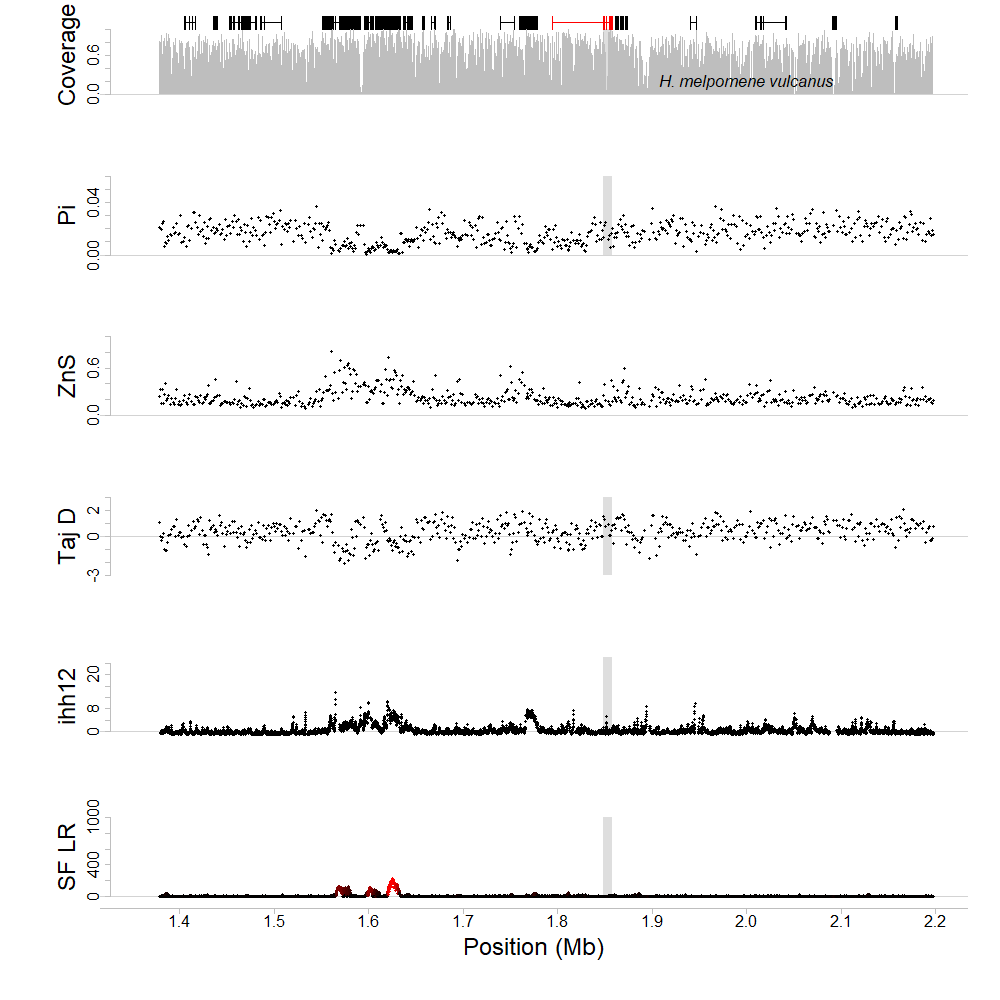 Coverage
0.0 0.6
H. melpomene vulcanus
Pi
0.00 0.04
ZnS
0.0 0.6
Taj D
-3 0 2
ihh12
0 8 20
SF LR
0 400 1000
1.4 1.5 1.6 1.7 1.8 1.9 2.0 2.1 2.2
Position (Mb)